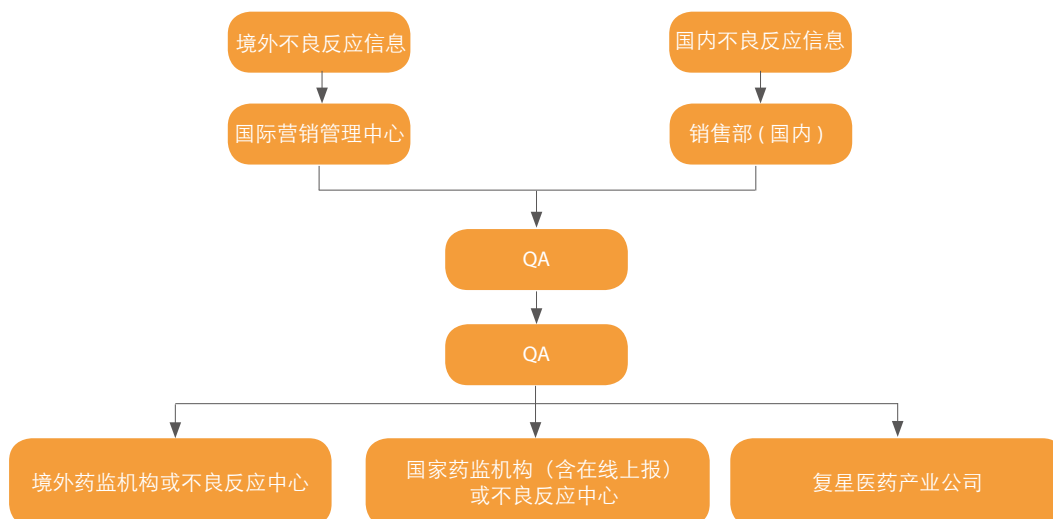 境外不良反应信息
国内不良反应信息
国际营销管理中心
销售部(国内)
QA
QA
境外药监机构或不良反应中心
国家药监机构（含在线上报）
或不良反应中心
复星医药产业公司